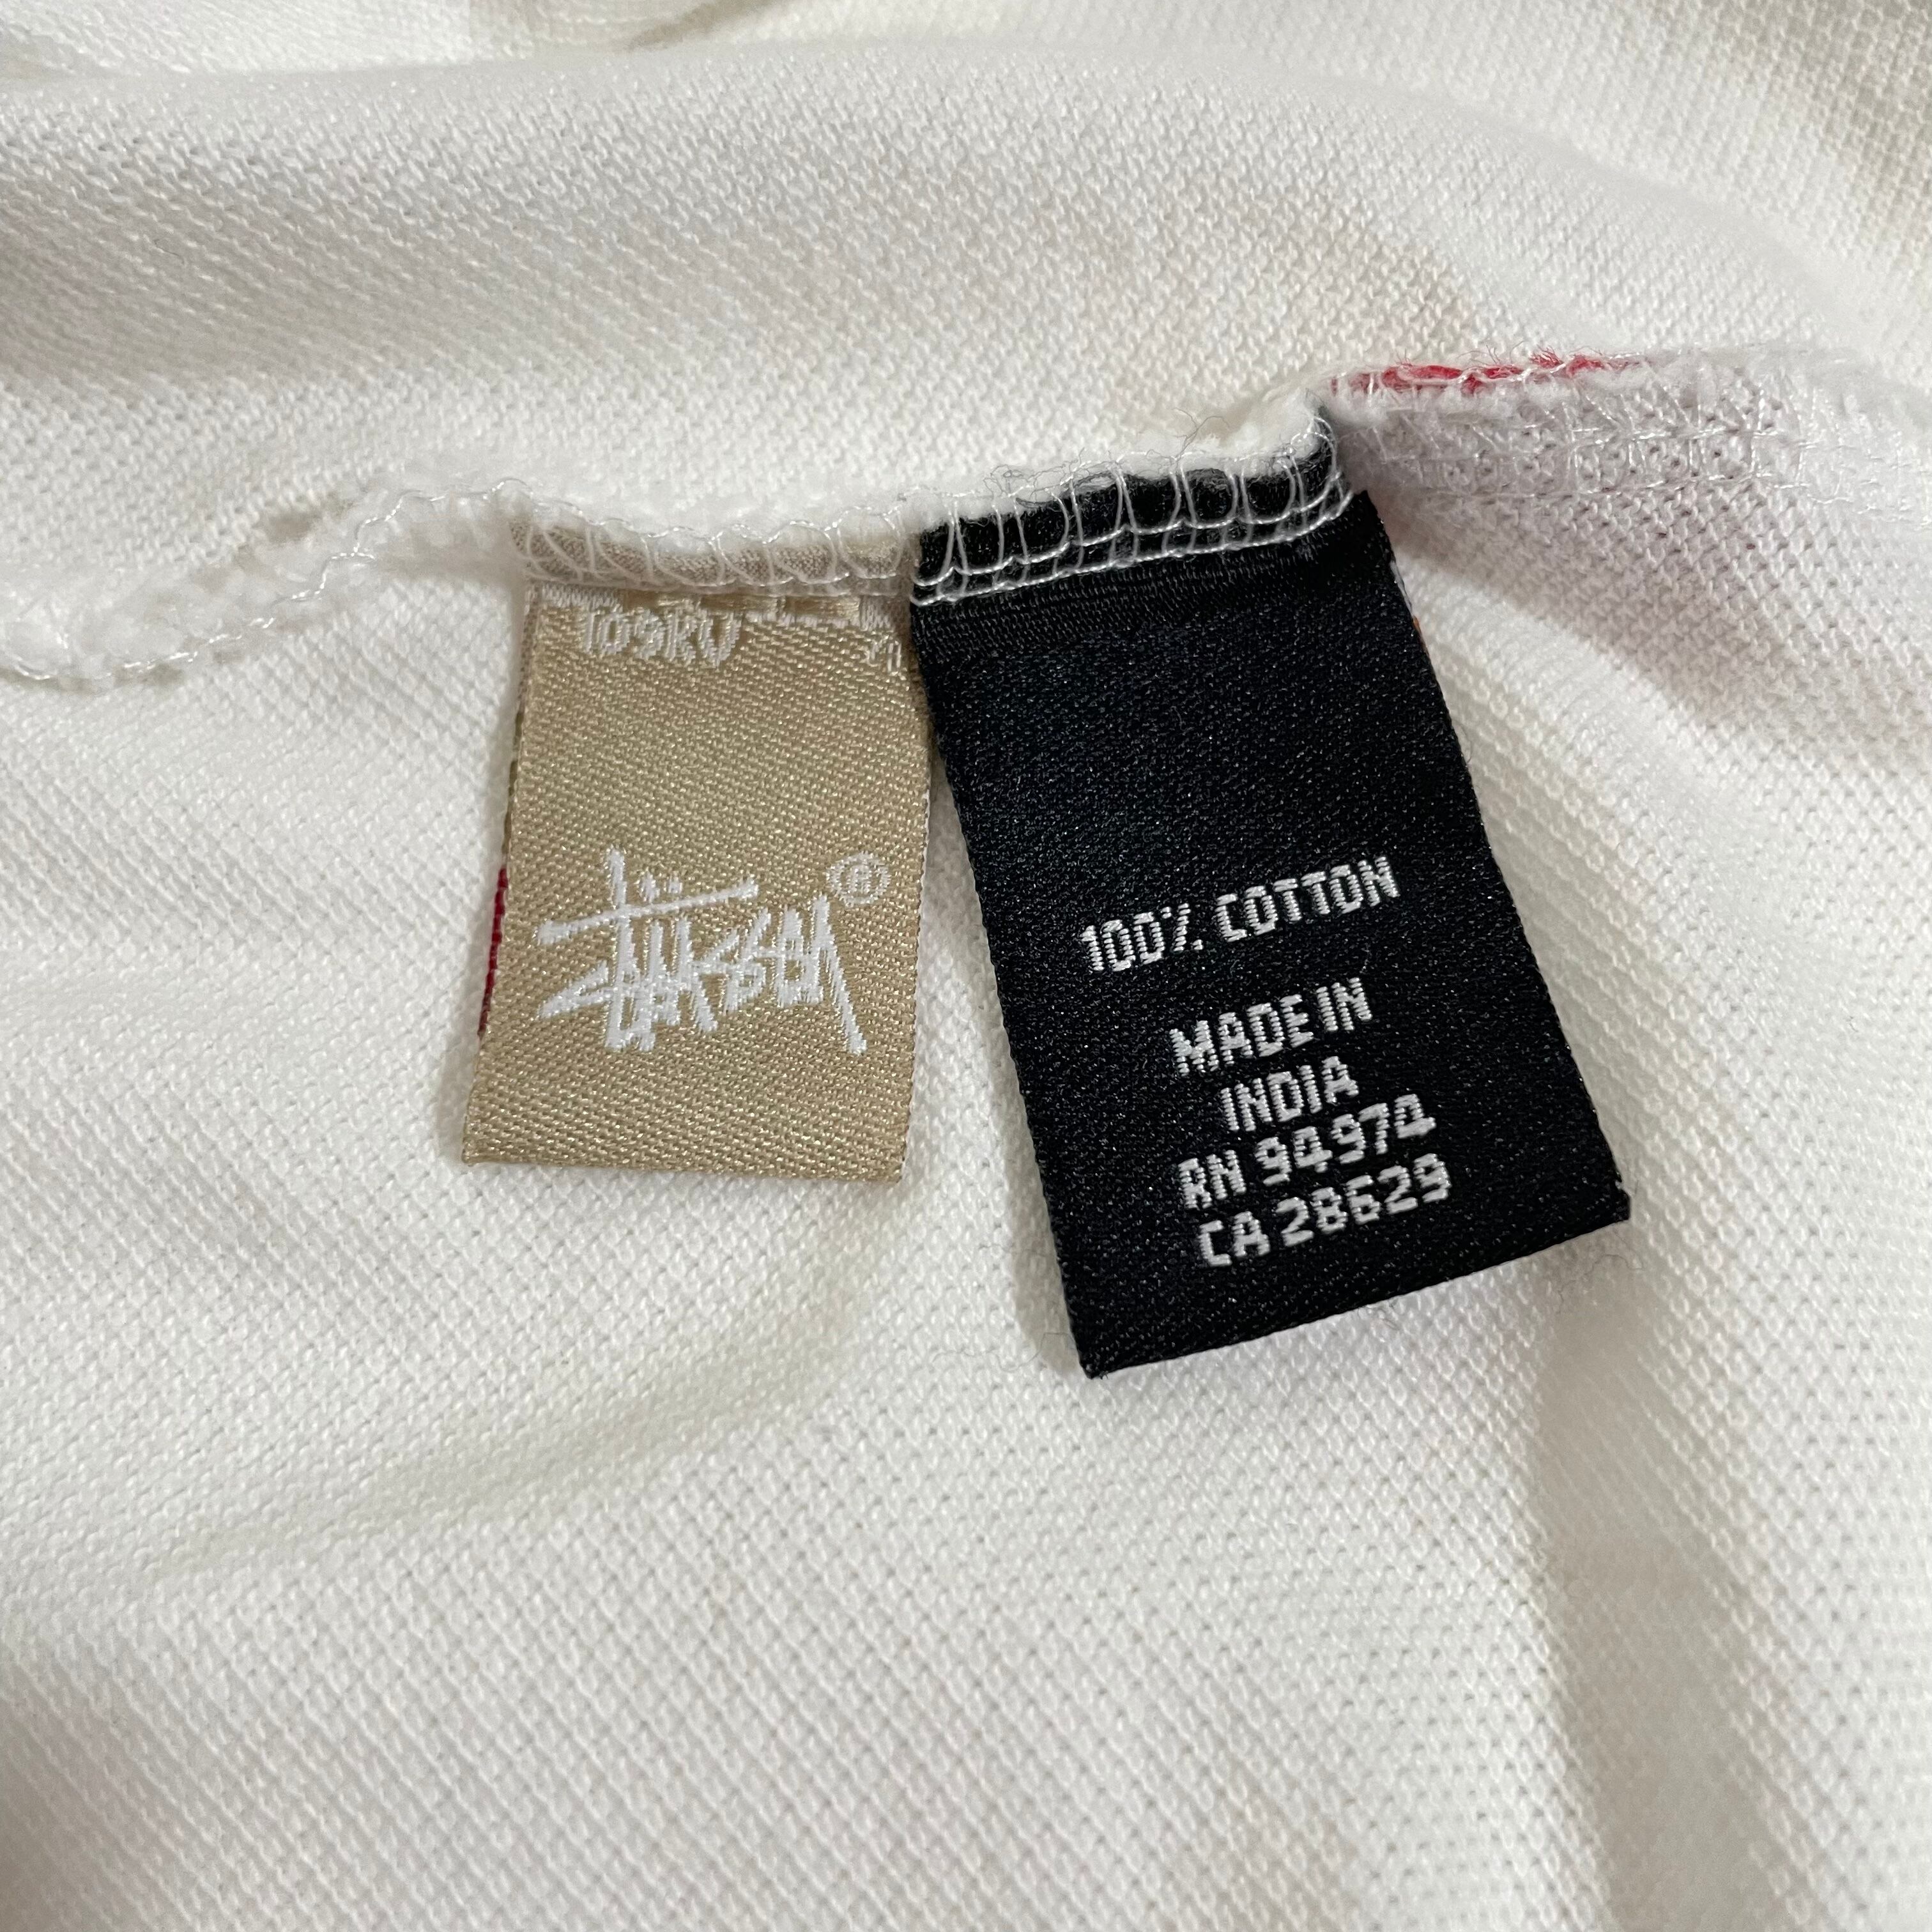 Stüssy ®
100% COTTON
MADE IN
INDIA
RN 94974
CA 28629